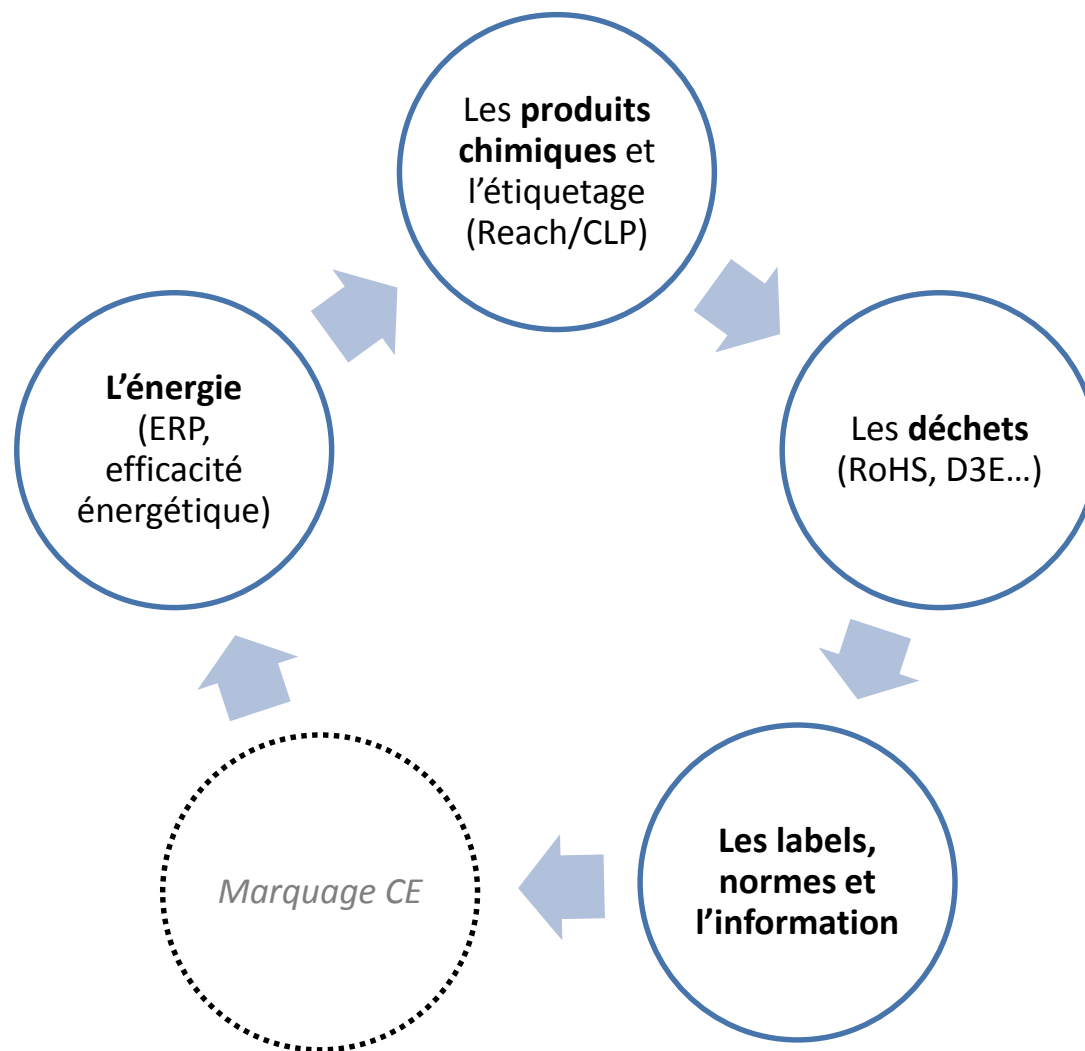 Les produits
chimiques et
l’étiquetage
(Reach/CLP)
L’énergie
(ERP,
efficacité
énergétique)
Les déchets
(RoHS, D3E…)
Marquage CE
Les labels,
normes et
l’information